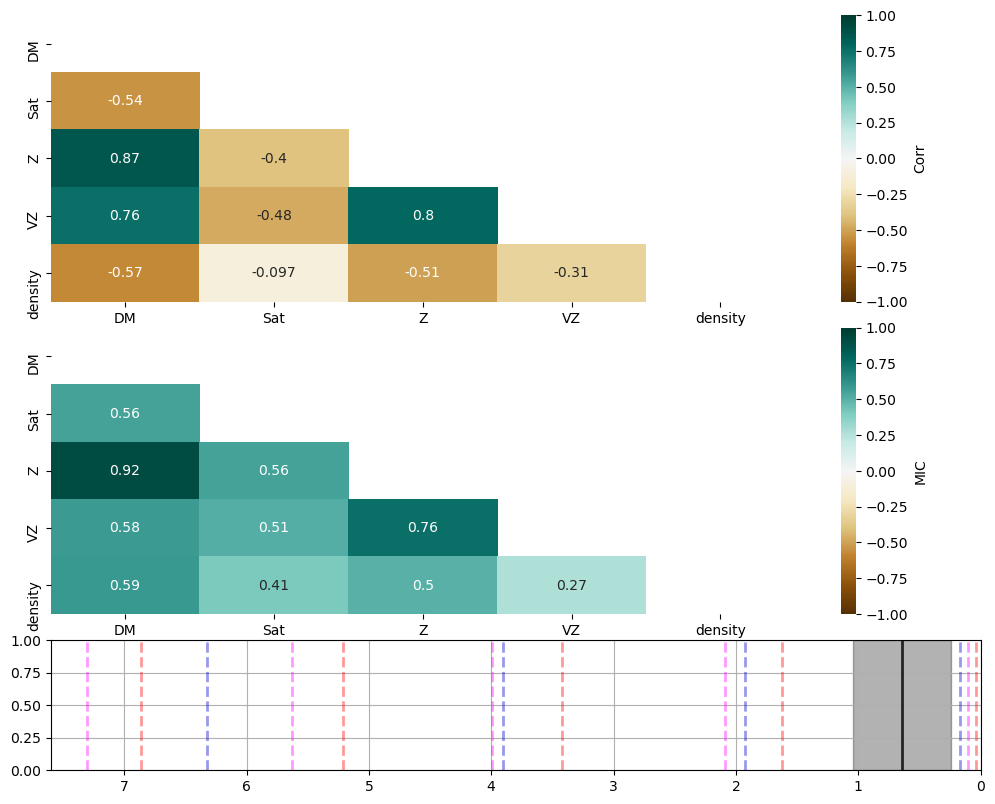 DM
Sat
Z
VZ
density
-0.54
0.87
-0.4
0.76
-0.48
0.8
-0.57
-0.097
-0.51
-0.31
DM Sat Z VZ density
1.00
0.75
0.50
0.25
0.00
−0.25
−0.50
−0.75
−1.00
Corr
DM
Sat
Z
VZ
density
0.56
0.92
0.56
0.58
0.51
0.76
0.59
0.41
0.5
0.27
DM Sat Z VZ density
1.00
0.75
0.50
0.25
0.00
−0.25
−0.50
−0.75
−1.00
MIC
1.00
0.75
0.50
0.25
0.00
7 6 5 4 3 2 1 0